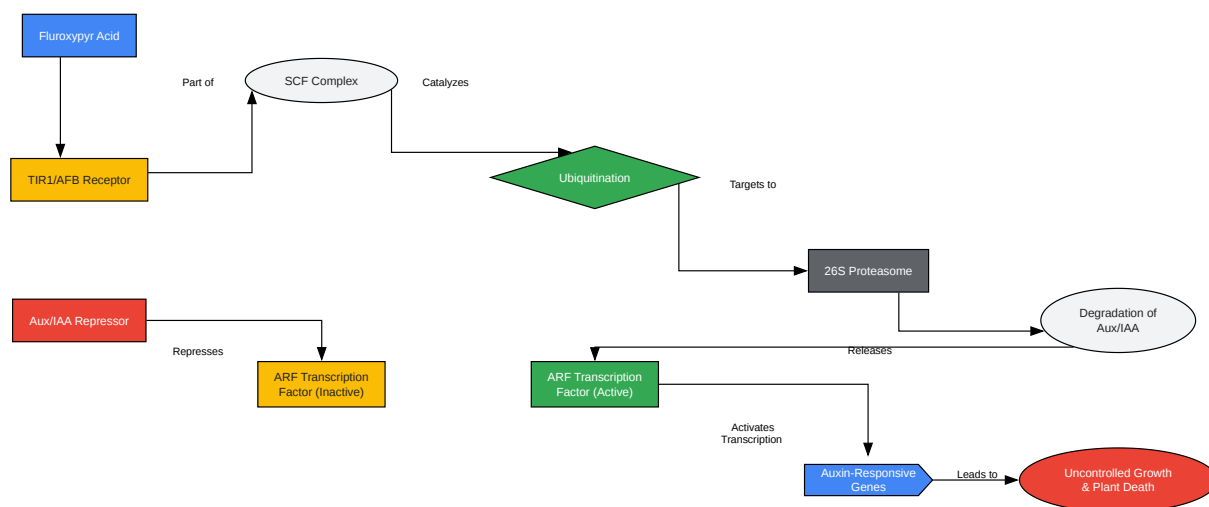 Fluroxypyr Acid
Part of
SCF Complex
Catalyzes
TIR1/AFB Receptor
Ubiquitination
Targets to
26S Proteasome
Aux/IAA Repressor
Degradation of
Aux/IAA
Represses
Releases
ARF Transcription
Factor (Inactive)
ARF Transcription
Factor (Active)
Activates
Transcription
Auxin-Responsive
Genes
Leads to
Uncontrolled Growth
& Plant Death